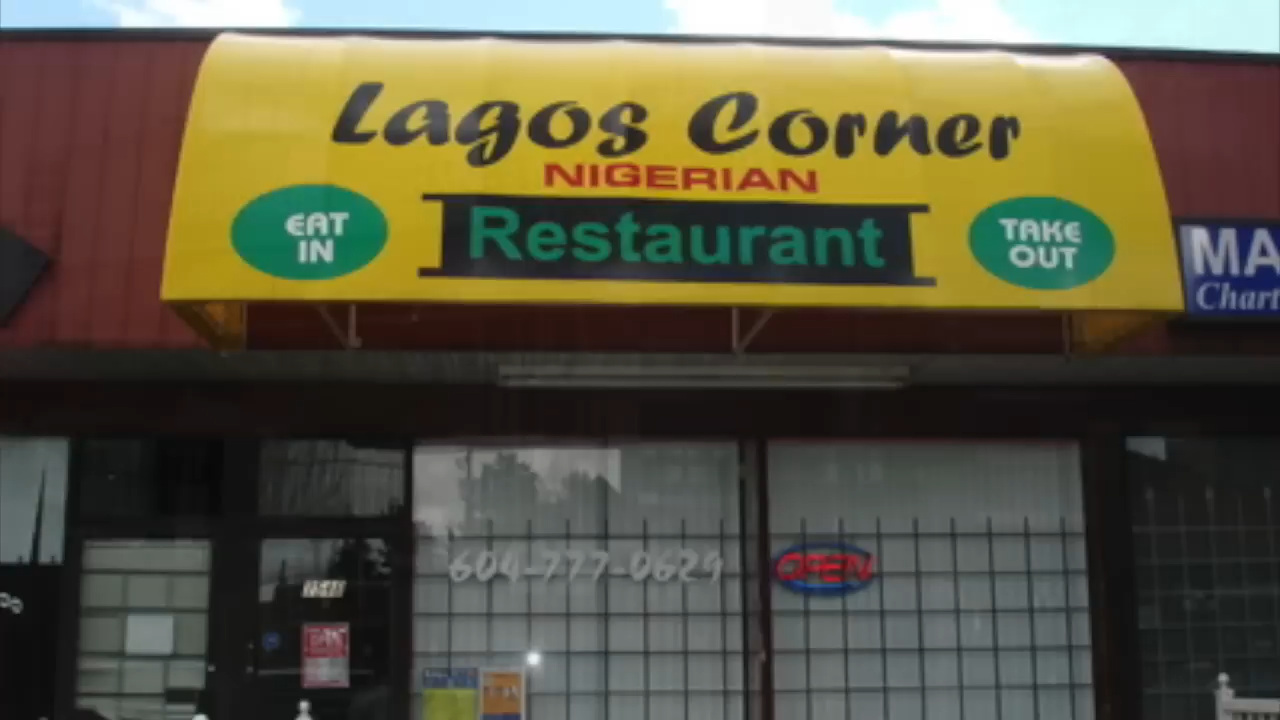 Lagos Corner
NIGERIAN
Restaurant
EAT
IN
TAKE
OUT
MA
Chart
604-777-0629
OPEN